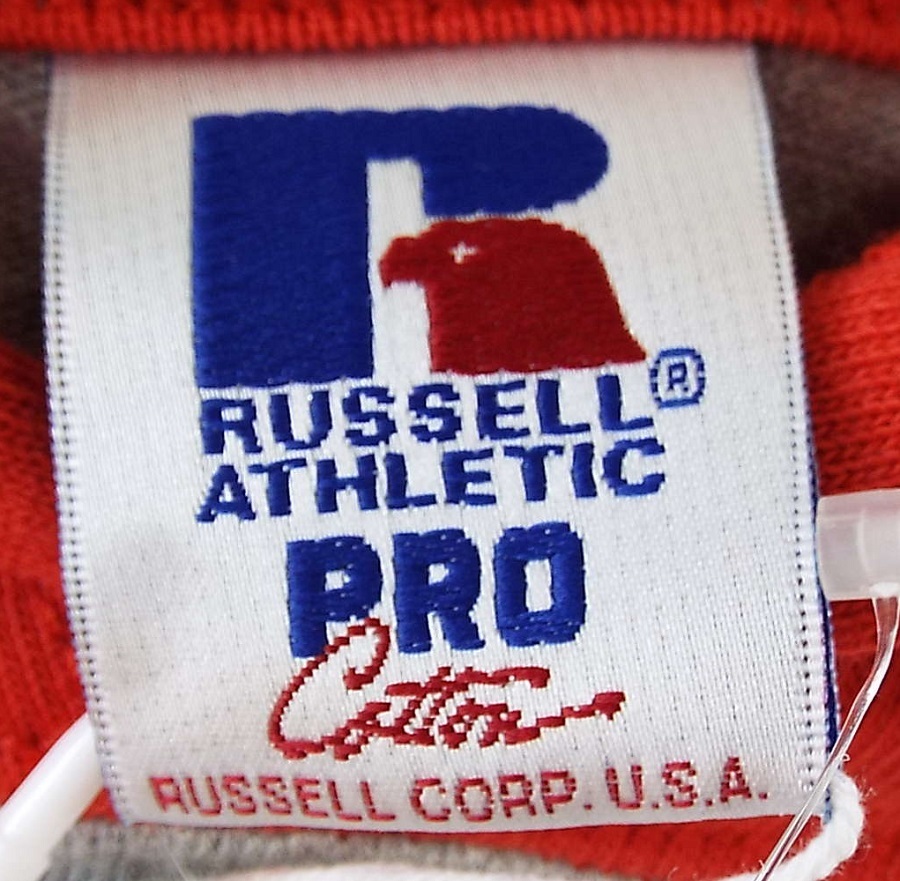 R
RUSSELL ®
ATHLETIC
PRO
Cotton
RUSSELL CORP. U.S.A.